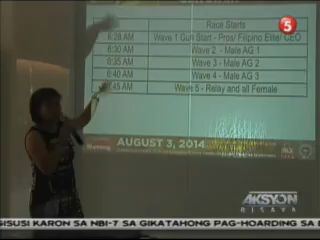 5
Race Starts
6:28 AM Wave 1 Gun Start - Pros/ Filipino Elite/ CEO
6:30 AM Wave 2 - Male AG 1
6:35 AM Wave 3 - Male AG 2
6:40 AM Wave 4 - Male AG 3
:45 AM Wave 5 - Relay and all Female
AUGUST 3, 2014
AKSYON
BISAYA
SISUSI KARON SA NBI-7 SA GIKATAHONG PAG-HOARDING SA B